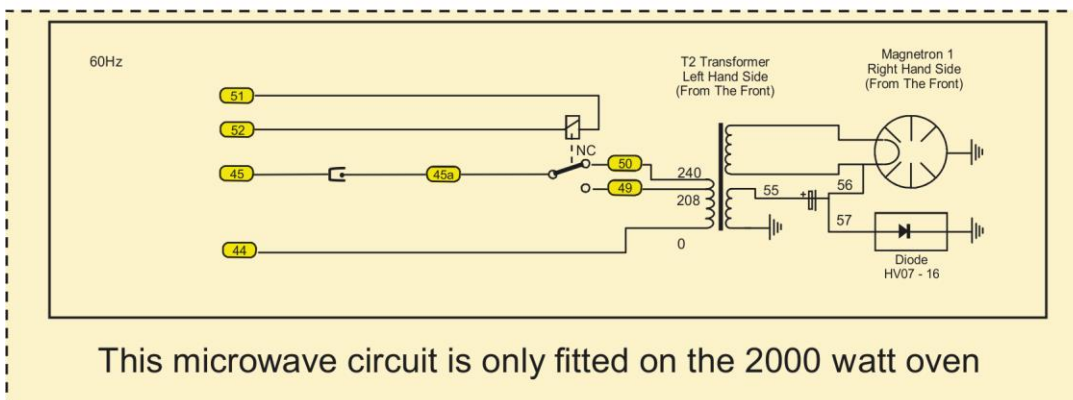 60Hz
T2 Transformer
Left Hand Side
(From The Front)
Magnetron 1
Right Hand Side
(From The Front)
51
52
NC
45
45a
50
49
240
208
0
55
+
56
57
44
Diode
HV07 - 16
This microwave circuit is only fitted on the 2000 watt oven